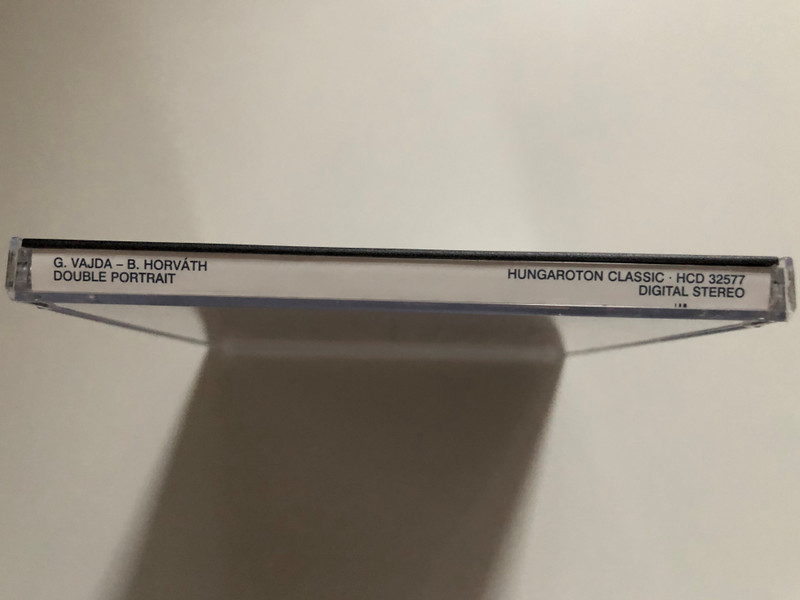 G. VAJDA – B. HORVÁTH
DOUBLE PORTRAIT
HUNGAROTON CLASSIC · HCD 32577
DIGITAL STEREO